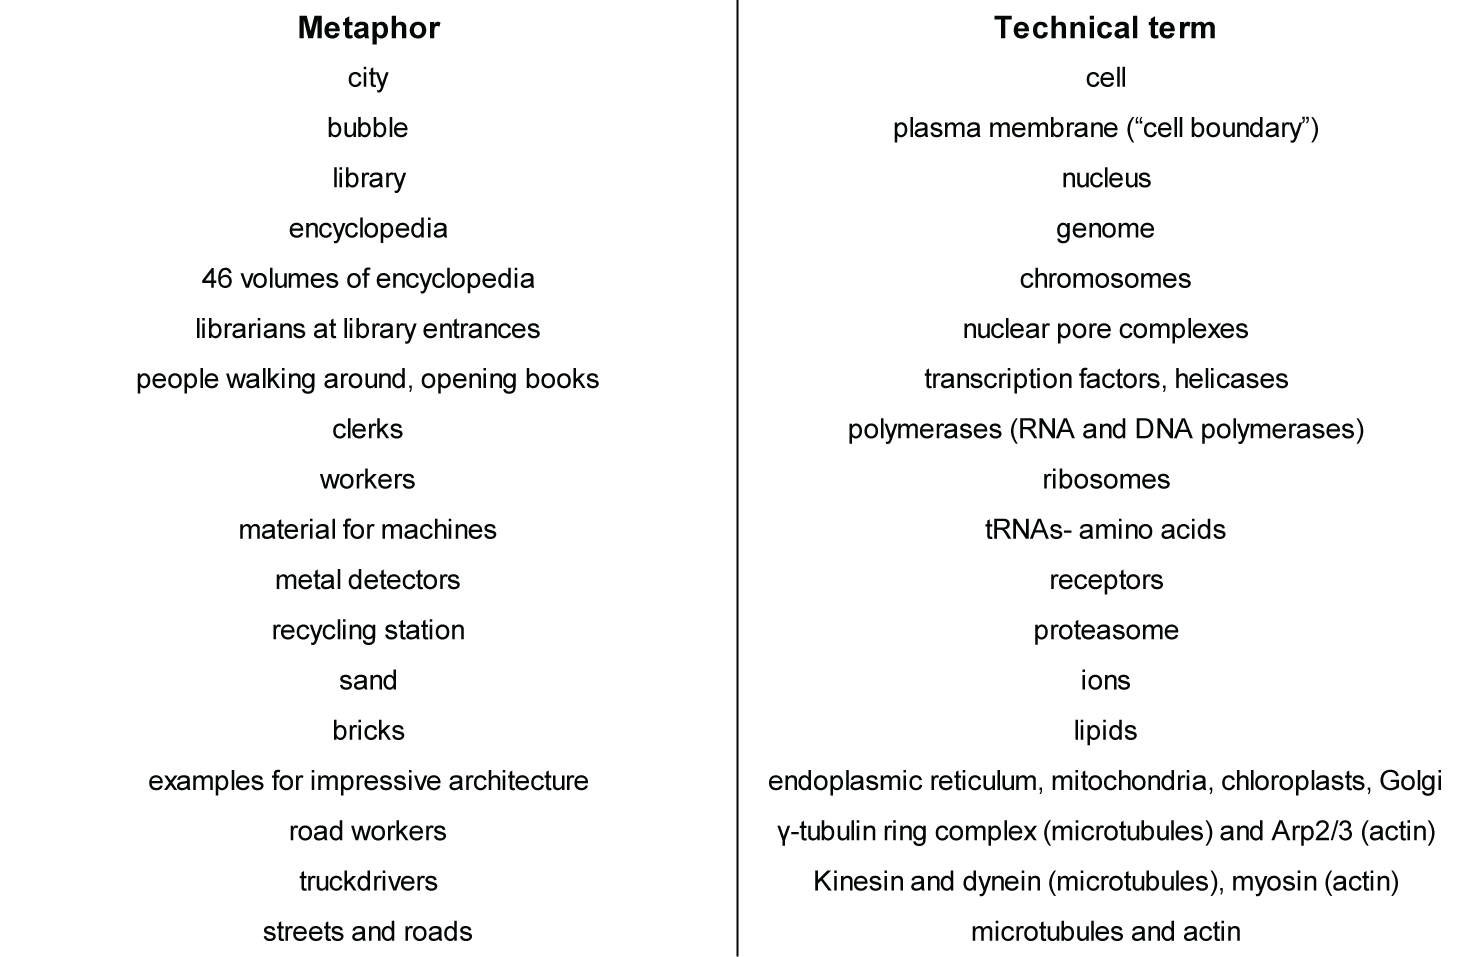 Metaphor Technical term
city cell
bubble plasma membrane (“cell boundary”)
library nucleus
encyclopedia genome
46 volumes of encyclopedia chromosomes
librarians at library entrances nuclear pore complexes
people walking around, opening books transcription factors, helicases
clerks polymerases (RNA and DNA polymerases)
workers ribosomes
material for machines tRNAs- amino acids
metal detectors receptors
recycling station proteasome
sand ions
bricks lipids
examples for impressive architecture endoplasmic reticulum, mitochondria, chloroplasts, Golgi
road workers γ-tubulin ring complex (microtubules) and Arp2/3 (actin)
truckdrivers Kinesin and dynein (microtubules), myosin (actin)
streets and roads microtubules and actin